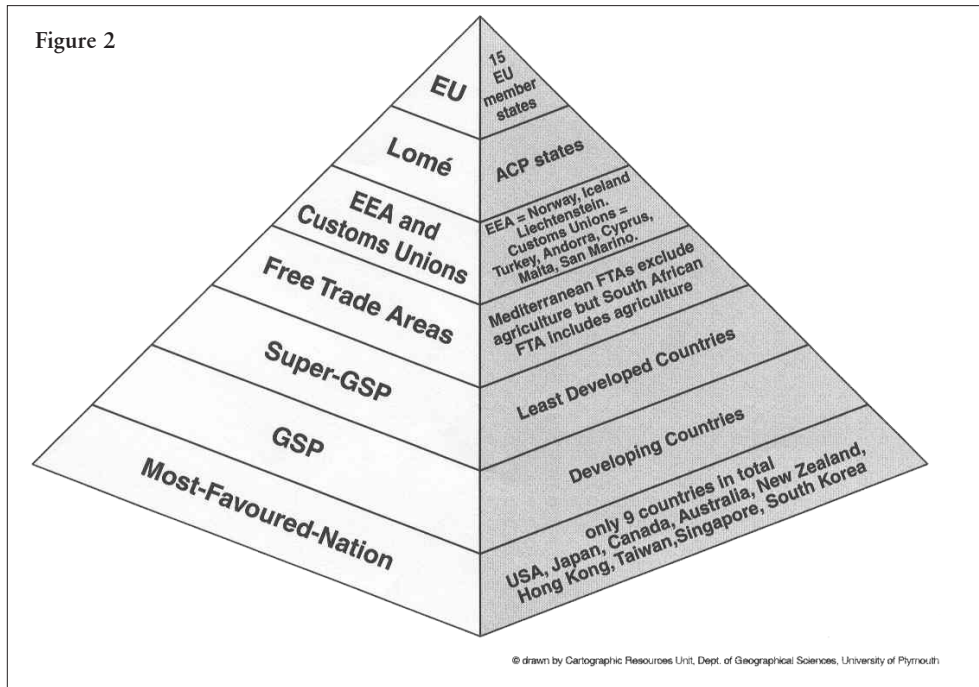 Figure 2
EU
15
EU
member
states
Lomé
ACP states
EEA and
Customs Unions
EEA = Norway, Iceland
Liechtenstein.
Customs Unions =
Turkey, Andorra, Cyprus,
Malta, San Marino.
Free Trade Areas
Mediterranean FTAs exclude
agriculture but South African
FTA includes agriculture
Super-GSP
Least Developed Countries
GSP
Developing Countries
Most-Favoured-Nation
only 9 countries in total
USA, Japan, Canada, Australia, New Zealand,
Hong Kong, Taiwan,Singapore, South Korea
© drawn by Cartographic Resources Unit, Dept. of Geographical Sciences, University of Plymouth